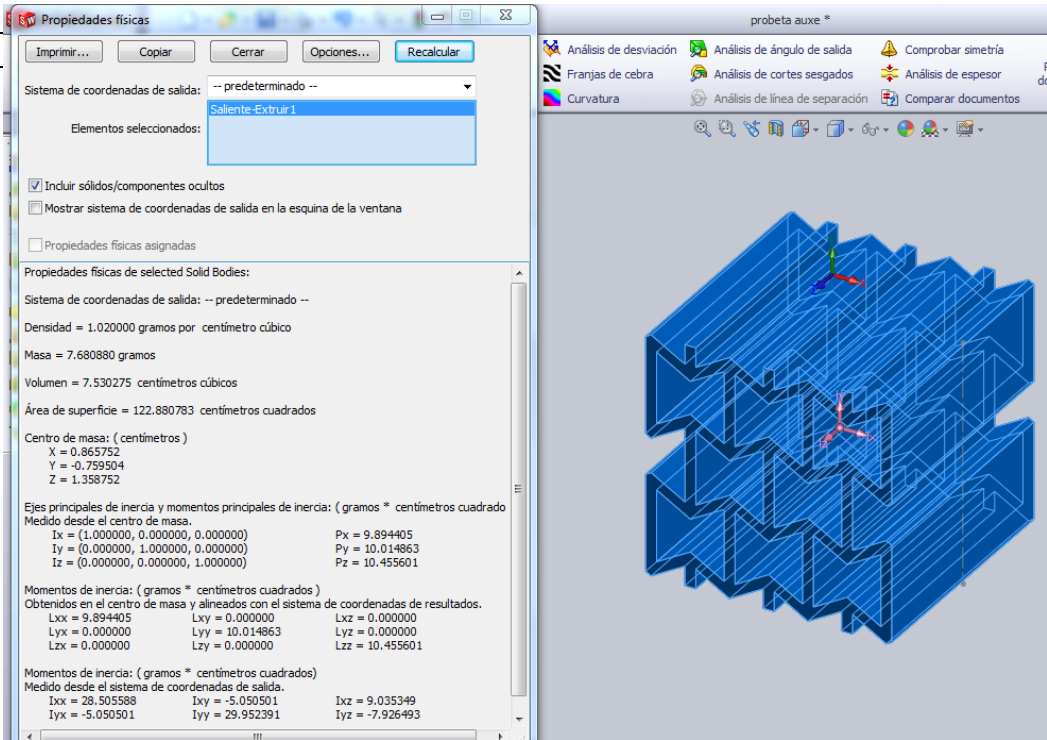 Propiedades físicas
probeta auxe *
Imprimir...
Copiar
Cerrar
Opciones...
Recalcular
Análisis de desviación
Análisis de ángulo de salida
Comprobar simetría
Franjas de cebra
Análisis de cortes sesgados
Análisis de espesor
Curvatura
Análisis de línea de separación
Comparar documentos
Sistema de coordenadas de salida:
-- predeterminado --
Elementos seleccionados:
Saliente-Extruir1
Incluir sólidos/componentes ocultos
Mostrar sistema de coordenadas de salida en la esquina de la ventana
Propiedades físicas asignadas
Propiedades físicas de selected Solid Bodies:
Sistema de coordenadas de salida: -- predeterminado --
Densidad = 1.020000 gramos por centímetro cúbico
Masa = 7.680880 gramos
Volumen = 7.530275 centímetros cúbicos
Área de superficie = 122.880783 centímetros cuadrados
Centro de masa: ( centímetros )
X = 0.865752
Y = -0.759504
Z = 1.358752
Ejes principales de inercia y momentos principales de inercia: ( gramos * centímetros cuadrado
Medido desde el centro de masa.
Ix = (1.000000, 0.000000, 0.000000) Px = 9.894405
Iy = (0.000000, 1.000000, 0.000000) Py = 10.014863
Iz = (0.000000, 0.000000, 1.000000) Pz = 10.455601
Momentos de inercia: ( gramos * centímetros cuadrados )
Obtenidos en el centro de masa y alineados con el sistema de coordenadas de resultados.
Lxx = 9.894405 Lxy = 0.000000 Lxz = 0.000000
Lyx = 0.000000 Lyy = 10.014863 Lyz = 0.000000
Lzx = 0.000000 Lzy = 0.000000 Lzz = 10.455601
Momentos de inercia: ( gramos * centímetros cuadrados)
Medido desde el sistema de coordenadas de salida.
Ixx = 28.505588 Ixy = -5.050501 Ixz = 9.035349
Iyx = -5.050501 Iyy = 29.952391 Iyz = -7.926493